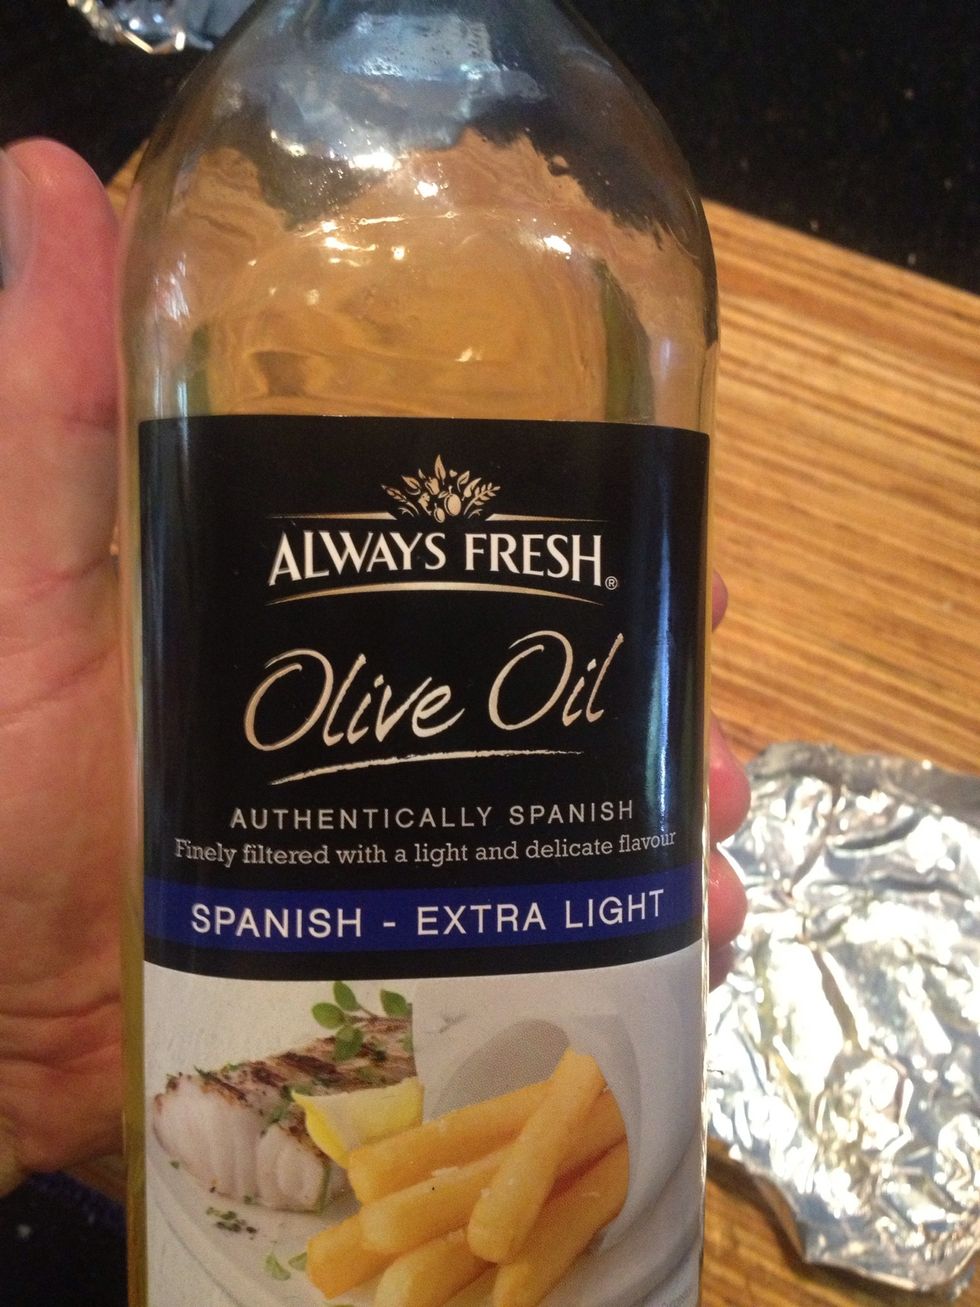 ALWAYS FRESH®
Olive Oil
AUTHENTICALLY SPANISH
Finely filtered with a light and delicate flavour
SPANISH - EXTRA LIGHT